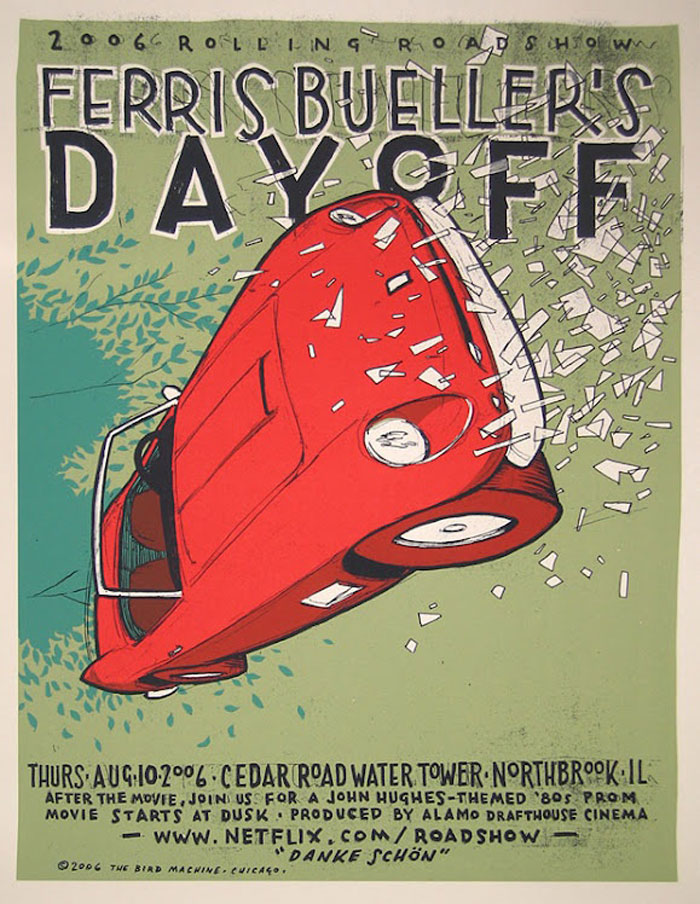 2006 ROLLING ROADSHOW
FERRIS BUELLER'S
DAY OFF
THURS·AUG·10·2006·CEDAR ROAD WATER TOWER·NORTHBROOK·IL
AFTER THE MOVIE, JOIN US FOR A JOHN HUGHES-THEMED '80s PROM
MOVIE STARTS AT DUSK · PRODUCED BY ALAMO DRAFTHOUSE CINEMA
— WWW.NETFLIX.COM/ROADSHOW —
"DANKE SCHÖN"
©2006 THE BIRD MACHINE·CHICAGO.